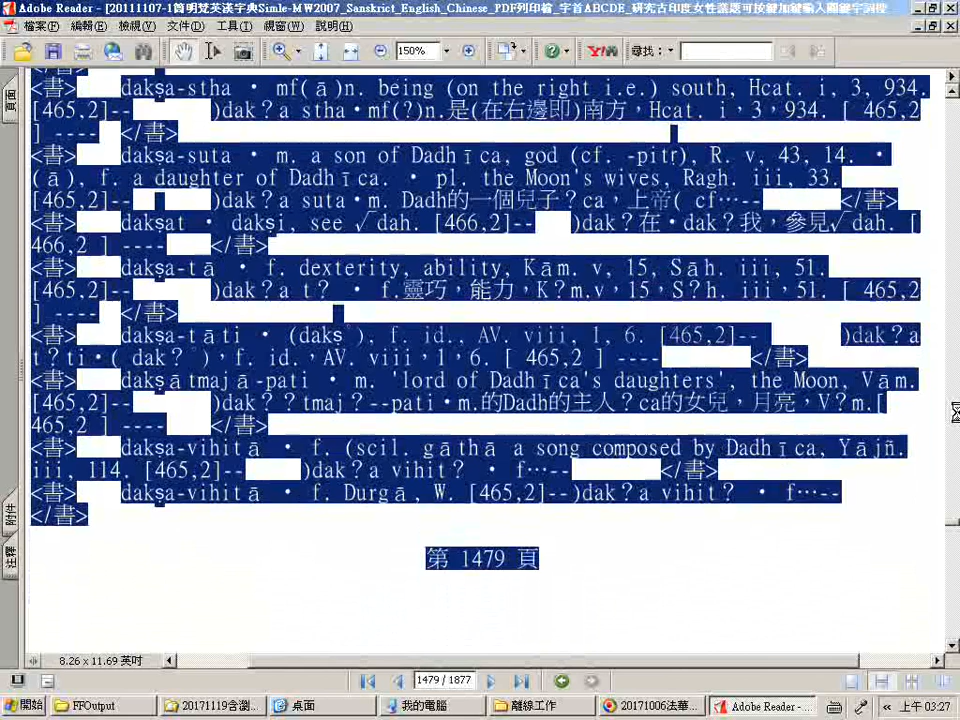 Adobe Reader - [20111107-1簡明梵英漢字典Simle-MW2007_Sanskrict_English_Chinese_PDF列印檔_字首ABCDE_研究古印度女性議題可按鍵加鍵輸入關鍵字詞搜
檔案(F) 編輯(E) 檢視(V) 文件(D) 工具(T) 視窗(W) 說明(H)
150% Y! 尋找：
頁面
<書> dakṣa-stha • mf(ā)n. being (on the right i.e.) south, Hcat. i, 3, 934.
[465,2]-- )dak?a stha•mf(?)n.是(在右邊即)南方，Hcat. i，3，934. [ 465,2
] ---- </書>
<書> dakṣa-suta • m. a son of Dadhīca, god (cf. -pitṛ), R. v, 43, 14. •
(ā), f. a daughter of Dadhīca. • pl. the Moon's wives, Ragh. iii, 33.
[465,2]-- )dak?a suta•m. Dadh的一個兒子？ca，上帝( cf…-- </書>
<書> dakṣat • dakṣi, see √dah. [466,2]-- )dak？在•dak？我，參見√dah. [
466,2 ] ---- </書>
<書> dakṣa-tā • f. dexterity, ability, Kām. v, 15, Sāh. iii, 51.
[465,2]-- )dak?a t? • f.靈巧，能力，K?m.v，15，S?h. iii，51. [ 465,2
] ---- </書>
<書> dakṣa-tāti • (dakṣ ), f. id., AV. viii, 1, 6. [465,2]-- )dak?a
t?ti•( dak? )，f. id.，AV. viii，1，6. [ 465,2 ] ---- </書>
<書> dakṣātmajā-pati • m. 'lord of Dadhīca's daughters', the Moon, Vām.
[465,2]-- )dak??tmaj?--pati•m.的Dadh的主人？ca的女兒，月亮，V?m.[
465,2 ] ---- </書>
<書> dakṣa-vihitā • f. (scil. gāthā a song composed by Dadhīca, Yājñ.
iii, 114. [465,2]-- )dak?a vihit? • f…-- </書>
<書> dakṣa-vihitā • f. Durgā, W. [465,2]--)dak?a vihit? • f…--
</書>
第 1479 頁
附件
注釋
8.26 x 11.69 英吋
1479 / 1877
開始 FFOutput 20171119含瀏... 桌面 我的電腦 離線工作 20171006法華... Adobe Reader -... 上午 03:27